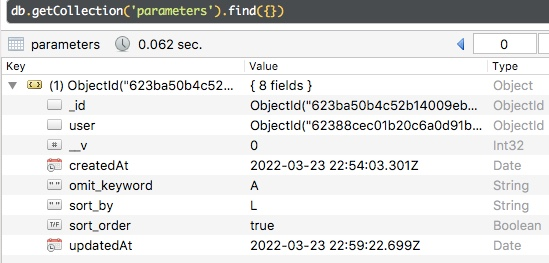 db.getCollection('parameters').find({})
parameters 0.062 sec. 0
Key Value Type
(1) ObjectId("623ba50b4c52... { 8 fields } Object
_id ObjectId("623ba50b4c52b14009eb... ObjectId
user ObjectId("62388cec01b20c6a0d91b... ObjectId
# __v 0 Int32
createdAt 2022-03-23 22:54:03.301Z Date
" " omit_keyword A String
" " sort_by L String
T/F sort_order true Boolean
updatedAt 2022-03-23 22:59:22.699Z Date